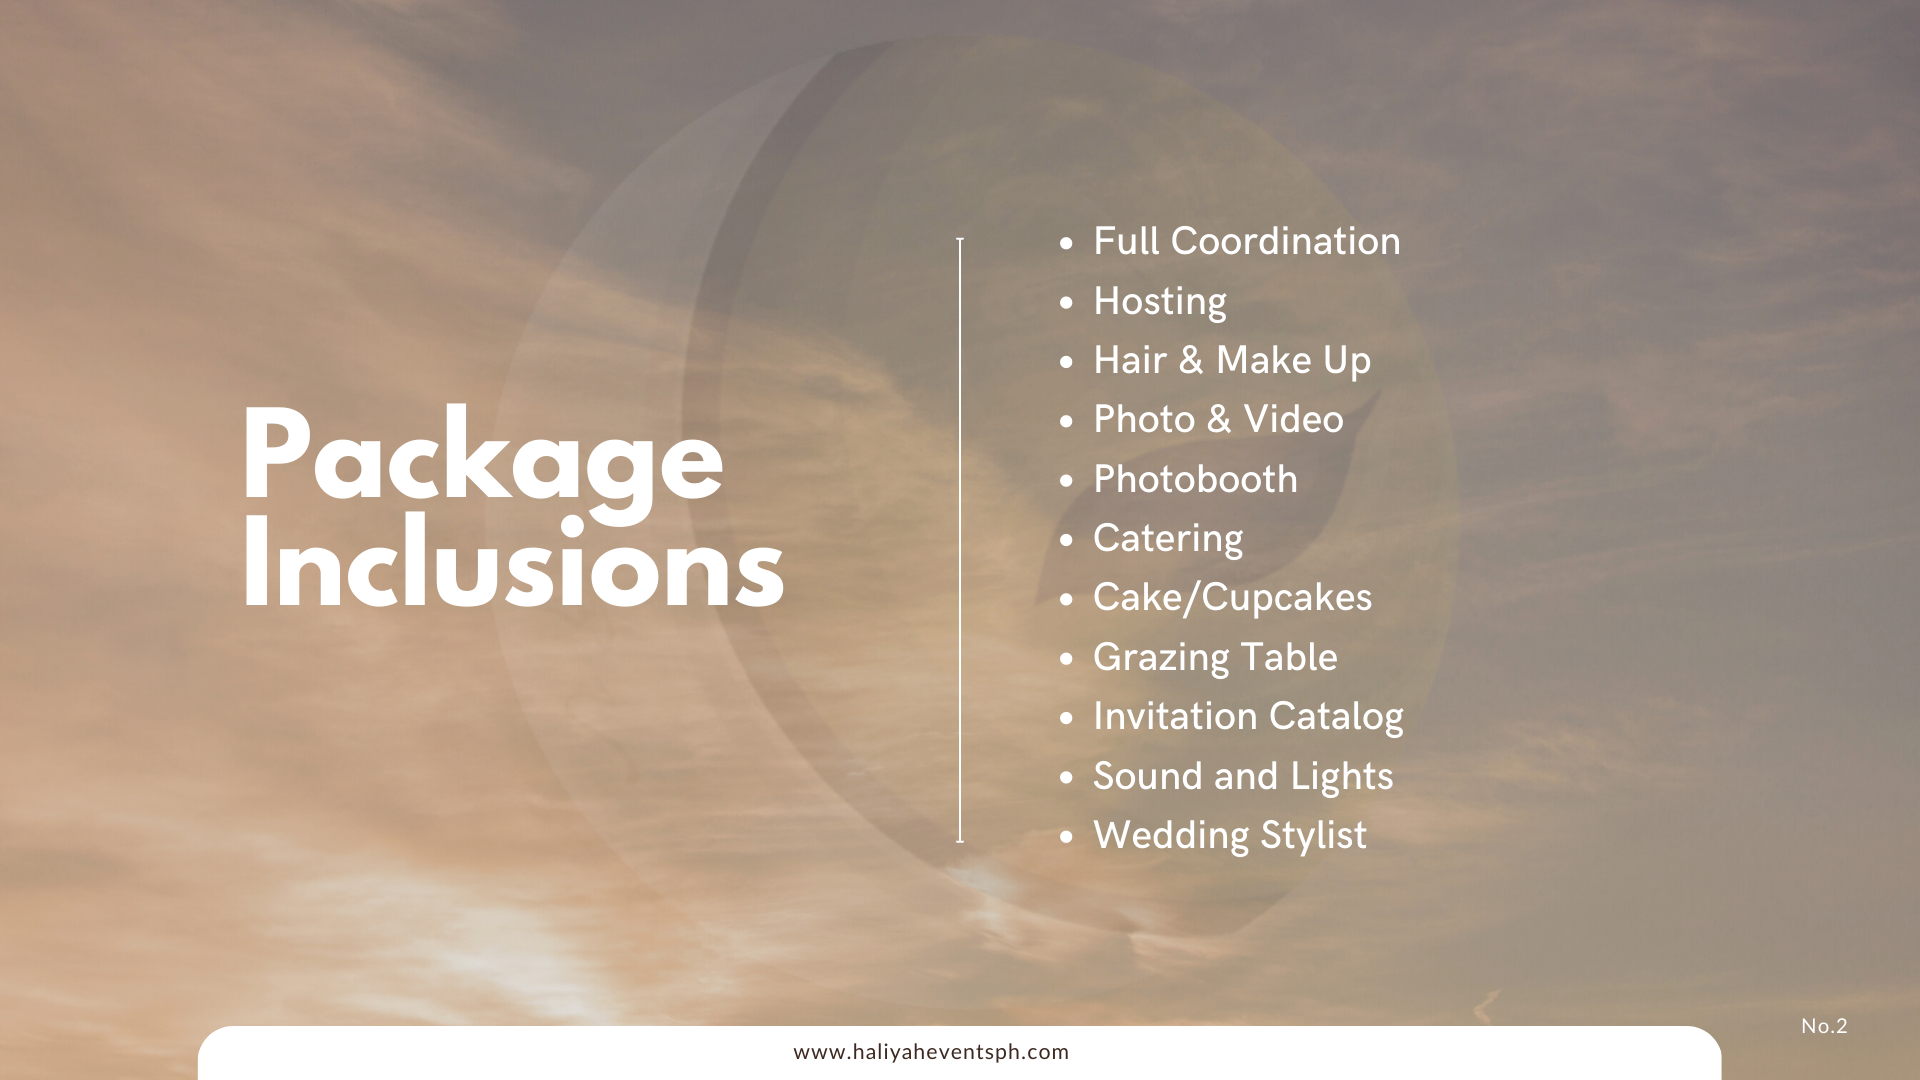 Package
Inclusions
• Full Coordination
• Hosting
• Hair & Make Up
• Photo & Video
• Photobooth
• Catering
• Cake/Cupcakes
• Grazing Table
• Invitation Catalog
• Sound and Lights
• Wedding Stylist
No.2
www.haliyaheventsph.com